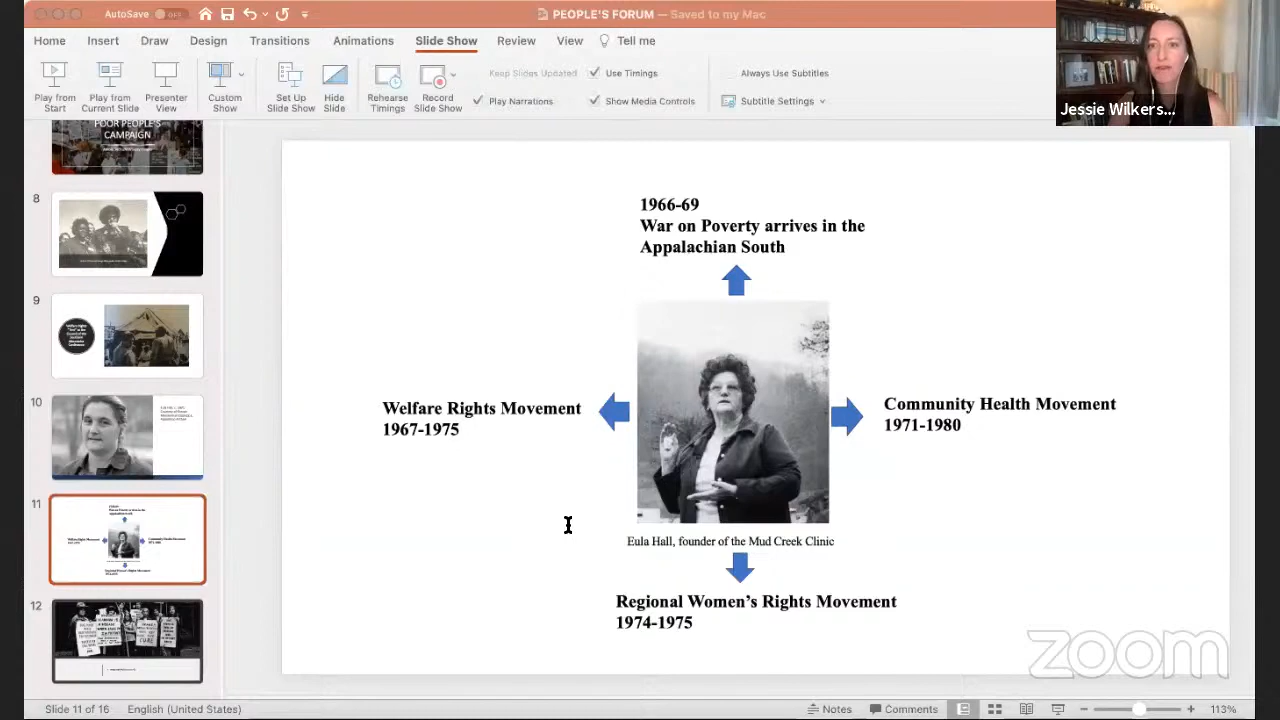 AutoSave OFF
PEOPLE'S FORUM — Saved to my Mac
Home Insert Draw Design Transitions Animations Slide Show Review View Tell me
Play from Start
Play from Current Slide
Presenter View
Custom Show
Set Up Slide Show
Hide Slide
Rehearse Timings
Record Slide Show
Keep Slides Updated
Use Timings
Play Narrations
Show Media Controls
Always Use Subtitles
Subtitle Settings
Jessie Wilkers...
POOR PEOPLE'S
CAMPAIGN
8
9
10
11
12
1966-69
War on Poverty arrives in the
Appalachian South
Welfare Rights Movement
1967-1975
Community Health Movement
1971-1980
Eula Hall, founder of the Mud Creek Clinic
Regional Women's Rights Movement
1974-1975
zoom
Slide 11 of 16 English (United States) Notes Comments 113%